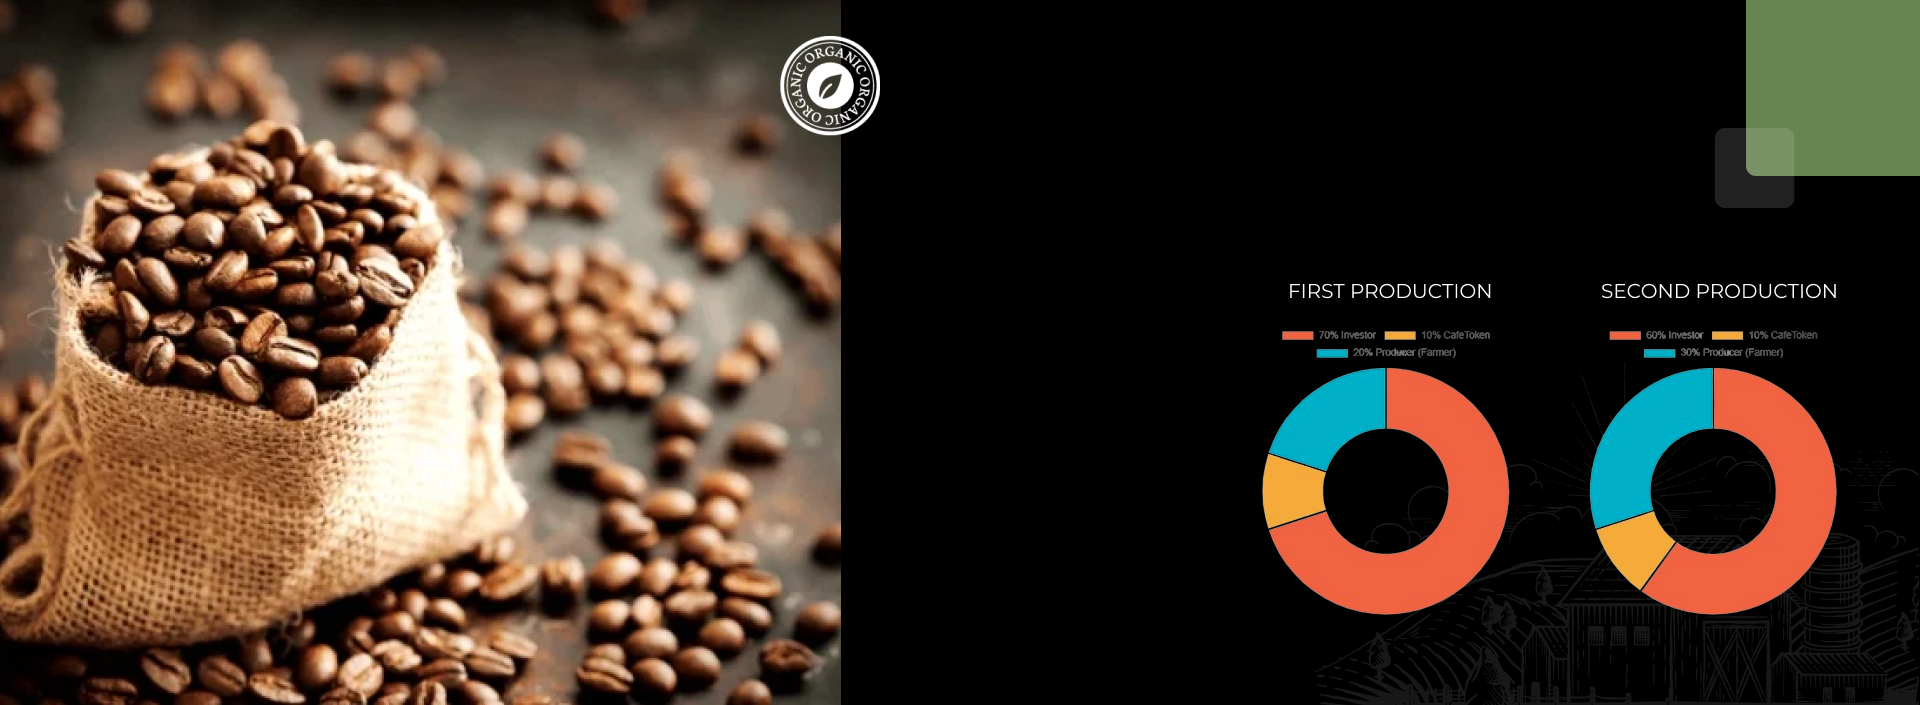 ORGANIC ORGANIC ORGANIC ORGANIC
FIRST PRODUCTION
70% Investor 10% CafeToken
20% Producer (Farmer)
SECOND PRODUCTION
60% Investor 10% CafeToken
30% Producer (Farmer)